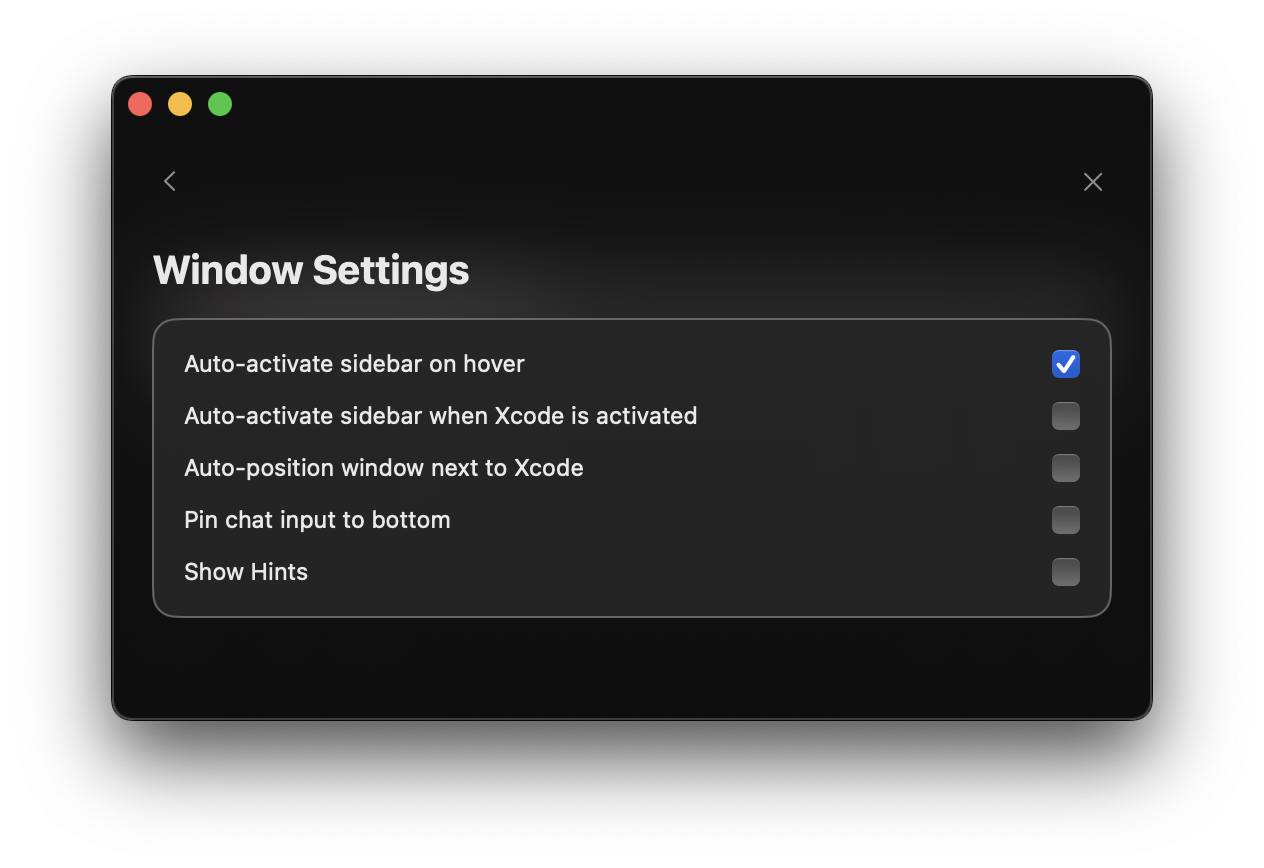 Window Settings
Auto-activate sidebar on hover
Auto-activate sidebar when Xcode is activated
Auto-position window next to Xcode
Pin chat input to bottom
Show Hints